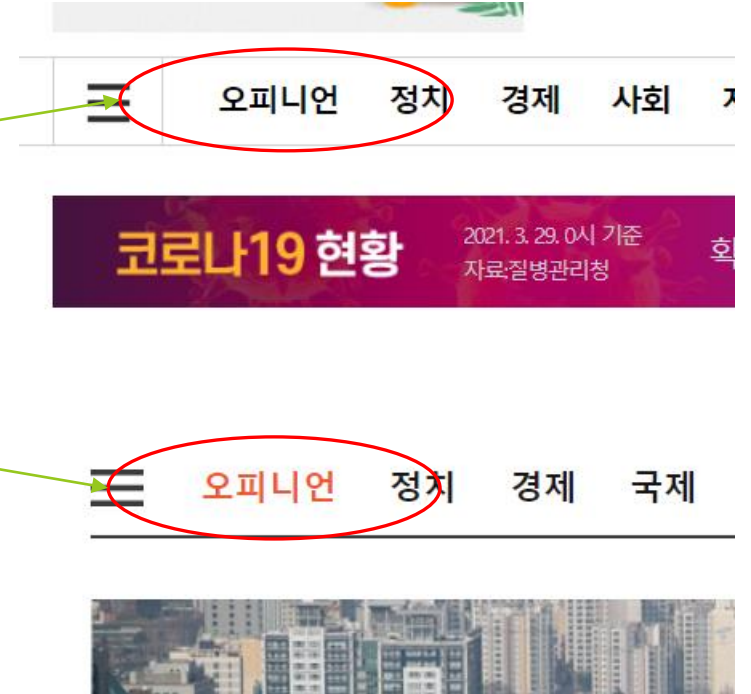 오피니언 정치 경제 사회
코로나19 현황
2021. 3. 29. 0시 기준
자료:질병관리청
오피니언 정치 경제 국제